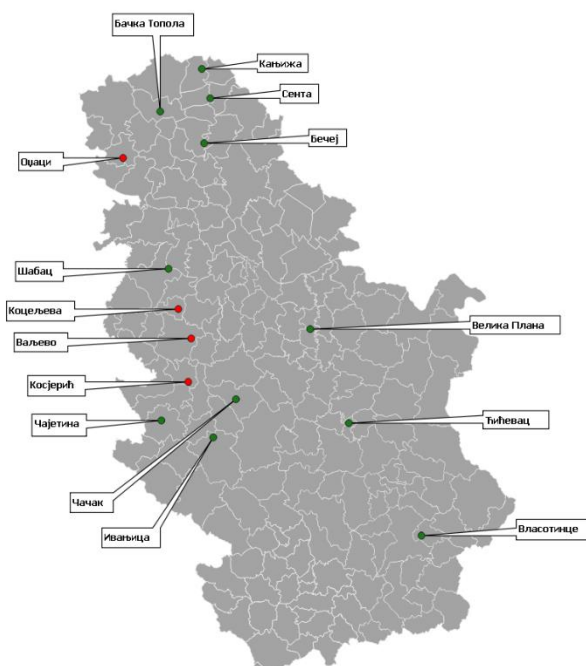 Бачка Топола
Кањижа
Сента
Бечеј
Оџаци
Шабац
Коцељева
Велика Плана
Ваљево
Косјерић
Чајетина
Ћићевац
Чачак
Ивањица
Власотинце